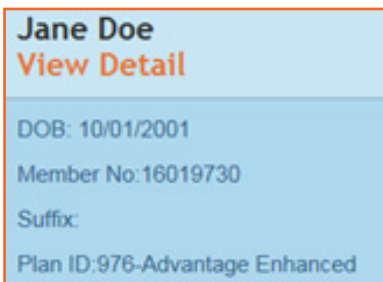 Jane Doe
View Detail
DOB: 10/01/2001
Member No:16019730
Suffix:
Plan ID:976-Advantage Enhanced